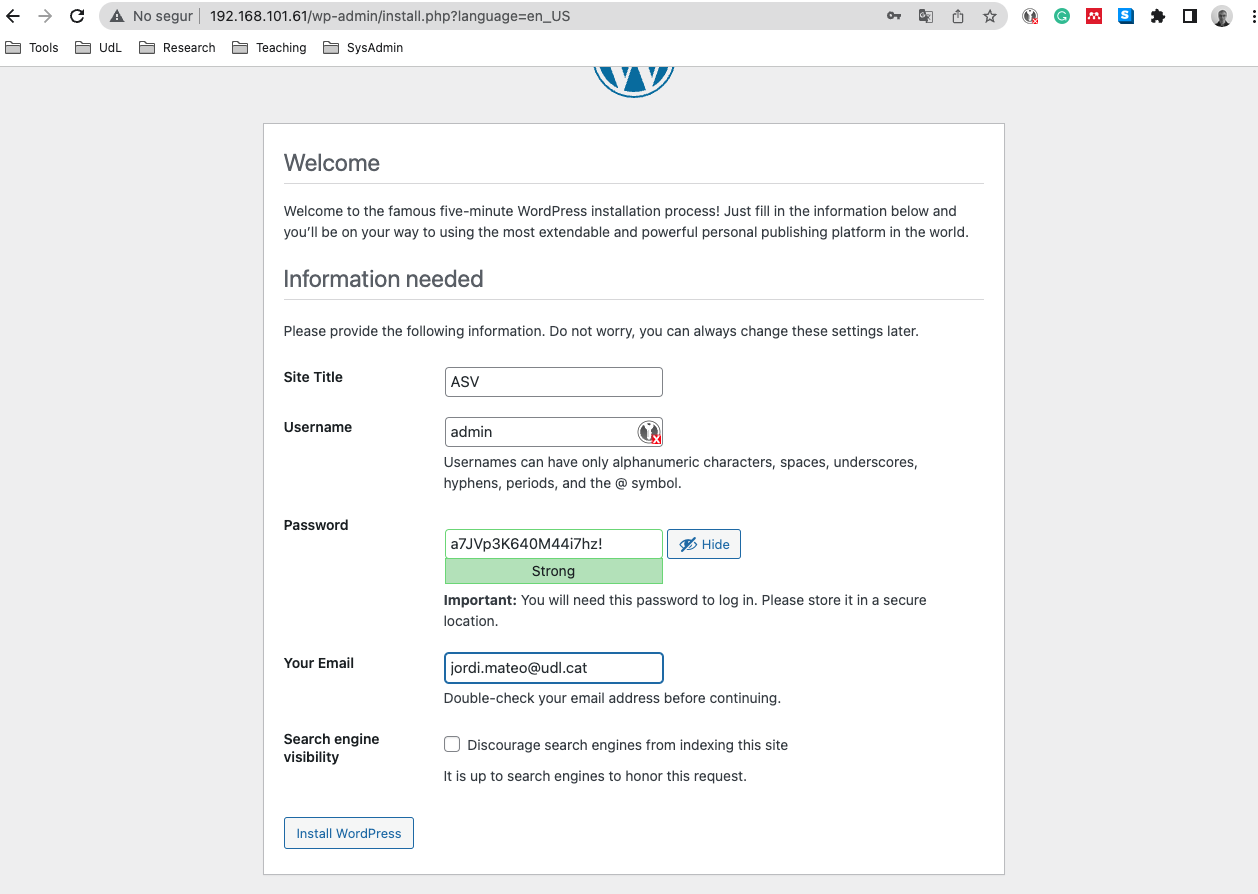 No segur 192.168.101.61/wp-admin/install.php?language=en_US
Tools UdL Research Teaching SysAdmin
Welcome
Welcome to the famous five-minute WordPress installation process! Just fill in the information below and
you’ll be on your way to using the most extendable and powerful personal publishing platform in the world.
Information needed
Please provide the following information. Do not worry, you can always change these settings later.
Site Title
ASV
Username
admin
Usernames can have only alphanumeric characters, spaces, underscores,
hyphens, periods, and the @ symbol.
Password
a7JVp3K640M44i7hz!
Hide
Strong
Important: You will need this password to log in. Please store it in a secure
location.
Your Email
jordi.mateo@udl.cat
Double-check your email address before continuing.
Search engine
visibility
Discourage search engines from indexing this site
It is up to search engines to honor this request.
Install WordPress